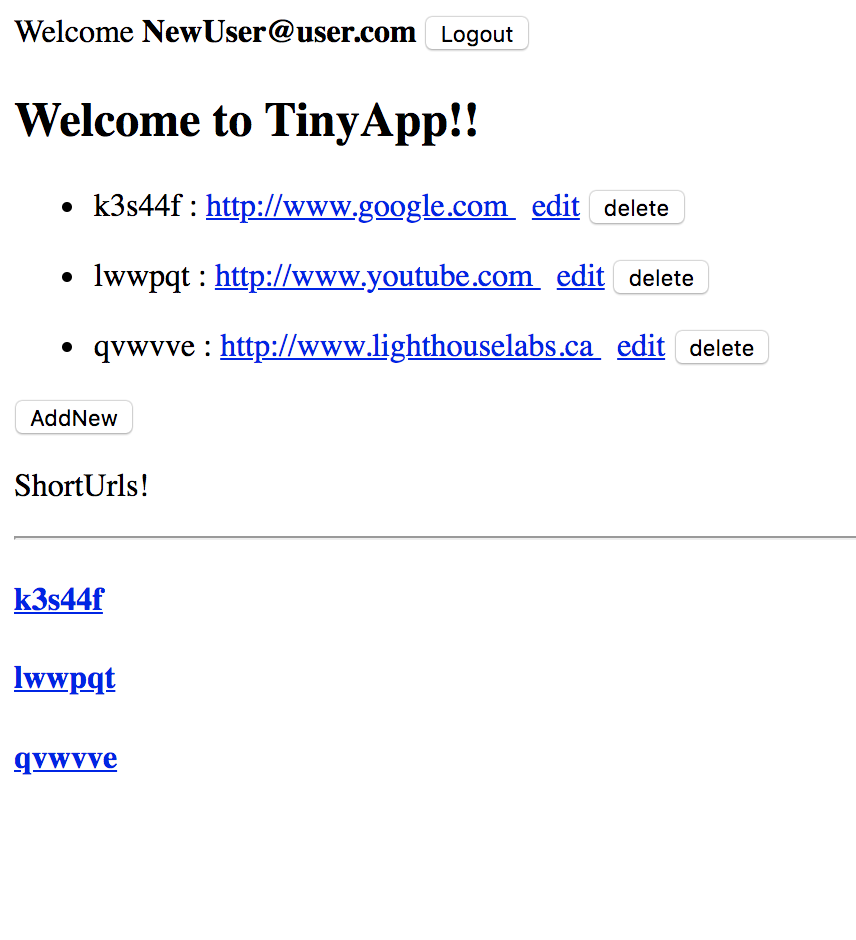 Welcome NewUser@user.com Logout
Welcome to TinyApp!!
k3s44f : http://www.google.com edit delete
lwwpqt : http://www.youtube.com edit delete
qvwvve : http://www.lighthouselabs.ca edit delete
AddNew
ShortUrls!
k3s44f
lwwpqt
qvwvve